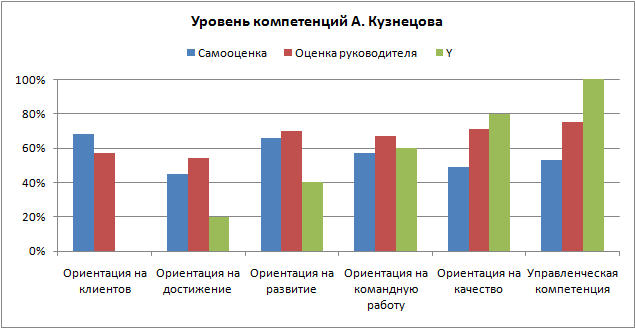 Уровень компетенций А. Кузнецова
Самооценка Оценка руководителя Y
100%
80%
60%
40%
20%
0%
Ориентация на Ориентация на Ориентация на Ориентация на Ориентация на Управленческая
клиентов достижение развитие командную качество компетенция
работу